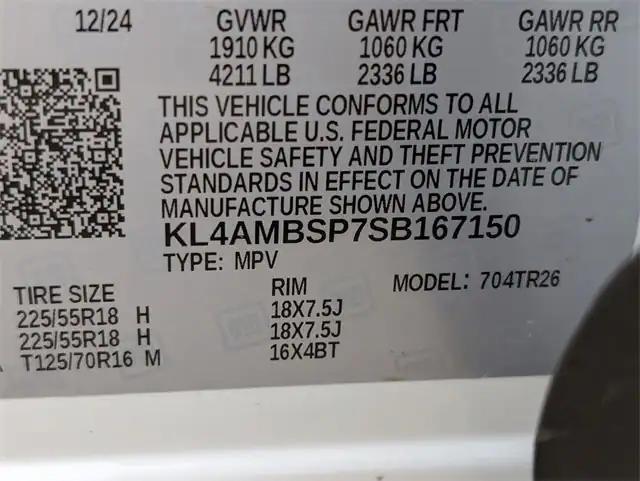 12/24 GVWR GAWR FRT GAWR RR
1910 KG 1060 KG 1060 KG
4211 LB 2336 LB 2336 LB
THIS VEHICLE CONFORMS TO ALL
APPLICABLE U.S. FEDERAL MOTOR
VEHICLE SAFETY AND THEFT PREVENTION
STANDARDS IN EFFECT ON THE DATE OF
MANUFACTURE SHOWN ABOVE.
KL4AMBSP7SB167150
TYPE: MPV
TIRE SIZE RIM MODEL: 704TR26
225/55R18 H 18X7.5J
225/55R18 H 18X7.5J
T125/70R16 M 16X4BT